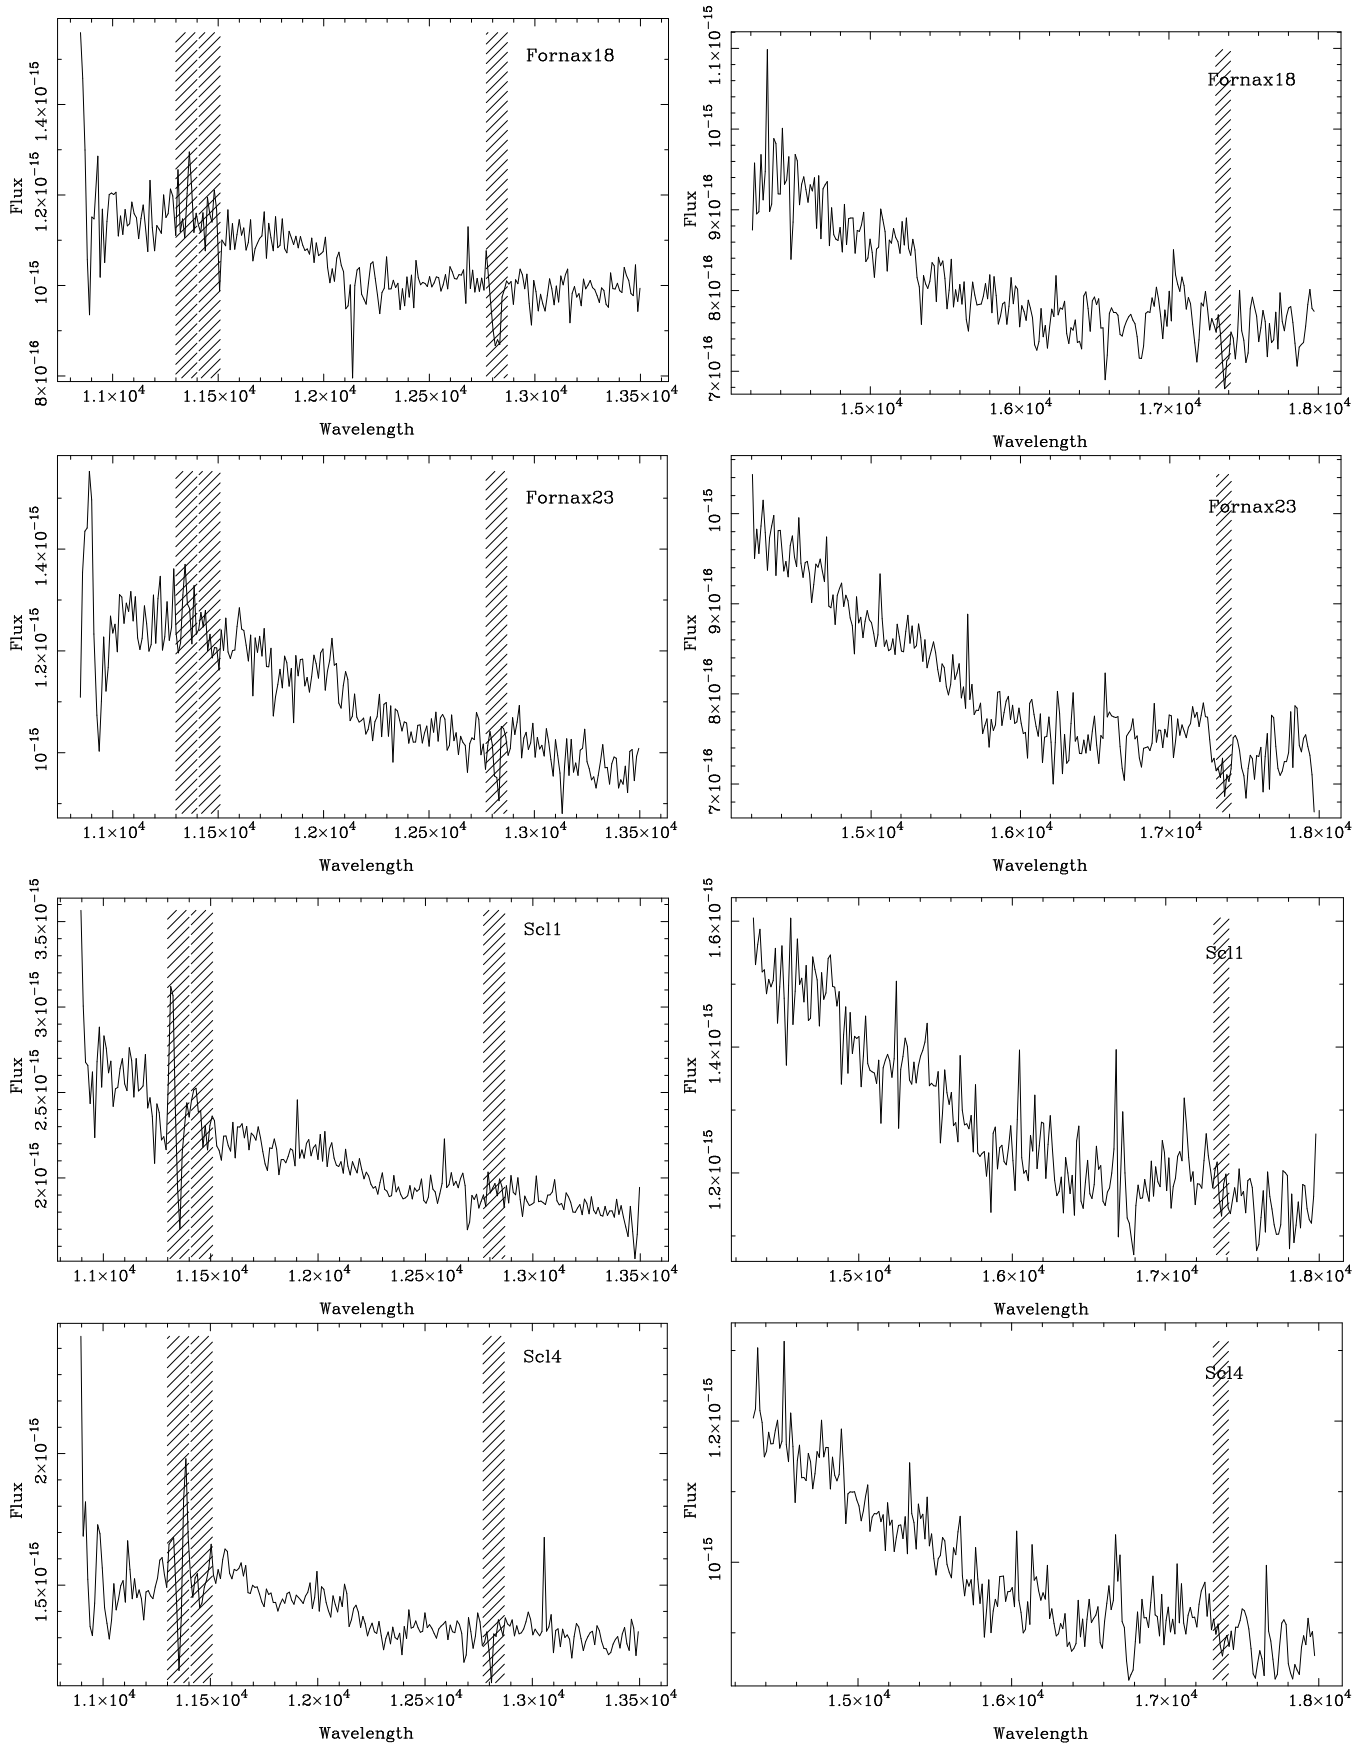 Fornax18
Flux
8×10⁻¹⁶ 10⁻¹⁵ 1.2×10⁻¹⁵ 1.4×10⁻¹⁵
1.1×10⁴ 1.15×10⁴ 1.2×10⁴ 1.25×10⁴ 1.3×10⁴ 1.35×10⁴
Wavelength
Fornax18
Flux
7×10⁻¹⁶ 8×10⁻¹⁶ 9×10⁻¹⁶ 10⁻¹⁵ 1.1×10⁻¹⁵
1.5×10⁴ 1.6×10⁴ 1.7×10⁴ 1.8×10⁴
Wavelength
Fornax23
Flux
10⁻¹⁵ 1.2×10⁻¹⁵ 1.4×10⁻¹⁵
1.1×10⁴ 1.15×10⁴ 1.2×10⁴ 1.25×10⁴ 1.3×10⁴ 1.35×10⁴
Wavelength
Fornax23
Flux
7×10⁻¹⁶ 8×10⁻¹⁶ 9×10⁻¹⁶ 10⁻¹⁵
1.5×10⁴ 1.6×10⁴ 1.7×10⁴ 1.8×10⁴
Wavelength
Scl1
Flux
2×10⁻¹⁵ 2.5×10⁻¹⁵ 3×10⁻¹⁵ 3.5×10⁻¹⁵
1.1×10⁴ 1.15×10⁴ 1.2×10⁴ 1.25×10⁴ 1.3×10⁴ 1.35×10⁴
Wavelength
Scl1
Flux
1.2×10⁻¹⁵ 1.4×10⁻¹⁵ 1.6×10⁻¹⁵
1.5×10⁴ 1.6×10⁴ 1.7×10⁴ 1.8×10⁴
Wavelength
Scl4
Flux
1.5×10⁻¹⁵ 2×10⁻¹⁵
1.1×10⁴ 1.15×10⁴ 1.2×10⁴ 1.25×10⁴ 1.3×10⁴ 1.35×10⁴
Wavelength
Scl4
Flux
10⁻¹⁵ 1.2×10⁻¹⁵
1.5×10⁴ 1.6×10⁴ 1.7×10⁴ 1.8×10⁴
Wavelength